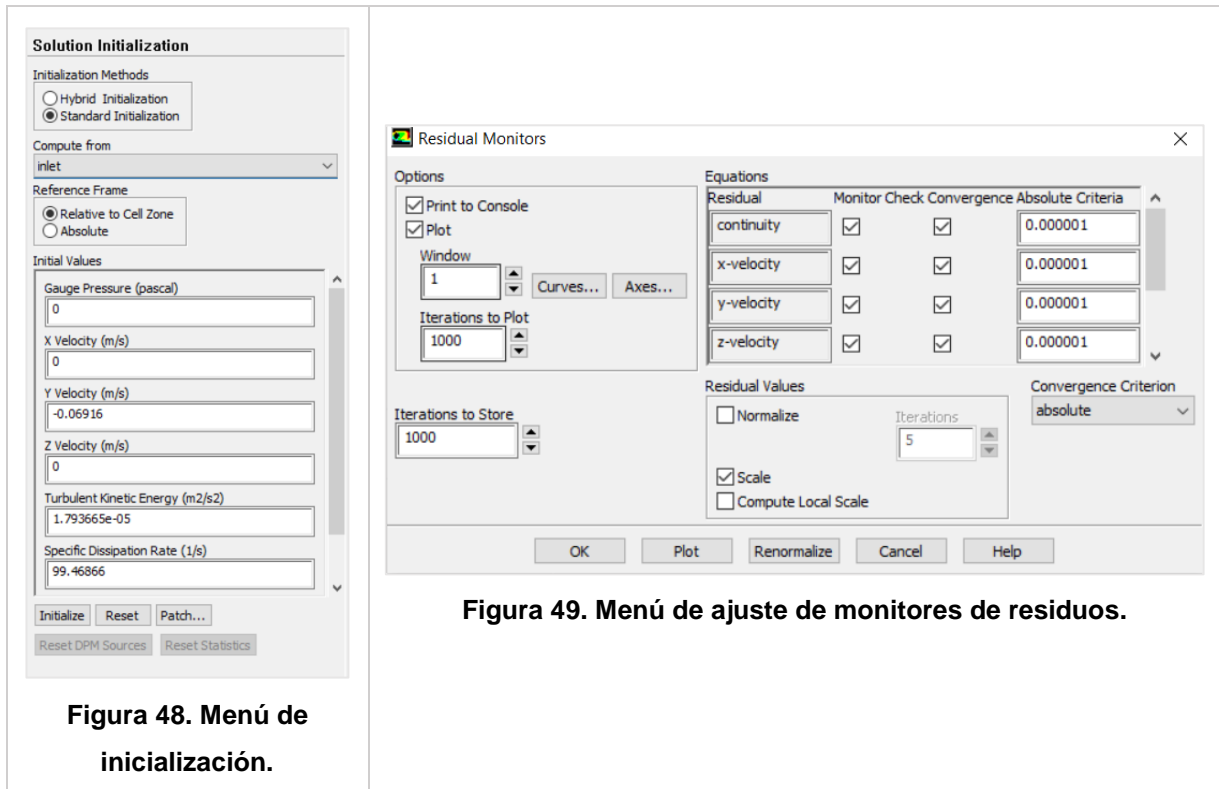 Solution Initialization
Initialization Methods
Hybrid Initialization
Standard Initialization
Compute from
inlet
Reference Frame
Relative to Cell Zone
Absolute
Initial Values
Gauge Pressure (pascal)
0
X Velocity (m/s)
0
Y Velocity (m/s)
-0.06916
Z Velocity (m/s)
0
Turbulent Kinetic Energy (m2/s2)
1.793665e-05
Specific Dissipation Rate (1/s)
99.46866
Initialize Reset Patch...
Reset DPM Sources Reset Statistics
Figura 48. Menú de
inicialización.
Residual Monitors
Options
Print to Console
Plot
Window
1
Curves... Axes...
Iterations to Plot
1000
Iterations to Store
1000
Equations
Residual Monitor Check Convergence Absolute Criteria
continuity 0.000001
x-velocity 0.000001
y-velocity 0.000001
z-velocity 0.000001
Residual Values
Normalize
Iterations
5
Scale
Compute Local Scale
Convergence Criterion
absolute
OK Plot Renormalize Cancel Help
Figura 49. Menú de ajuste de monitores de residuos.